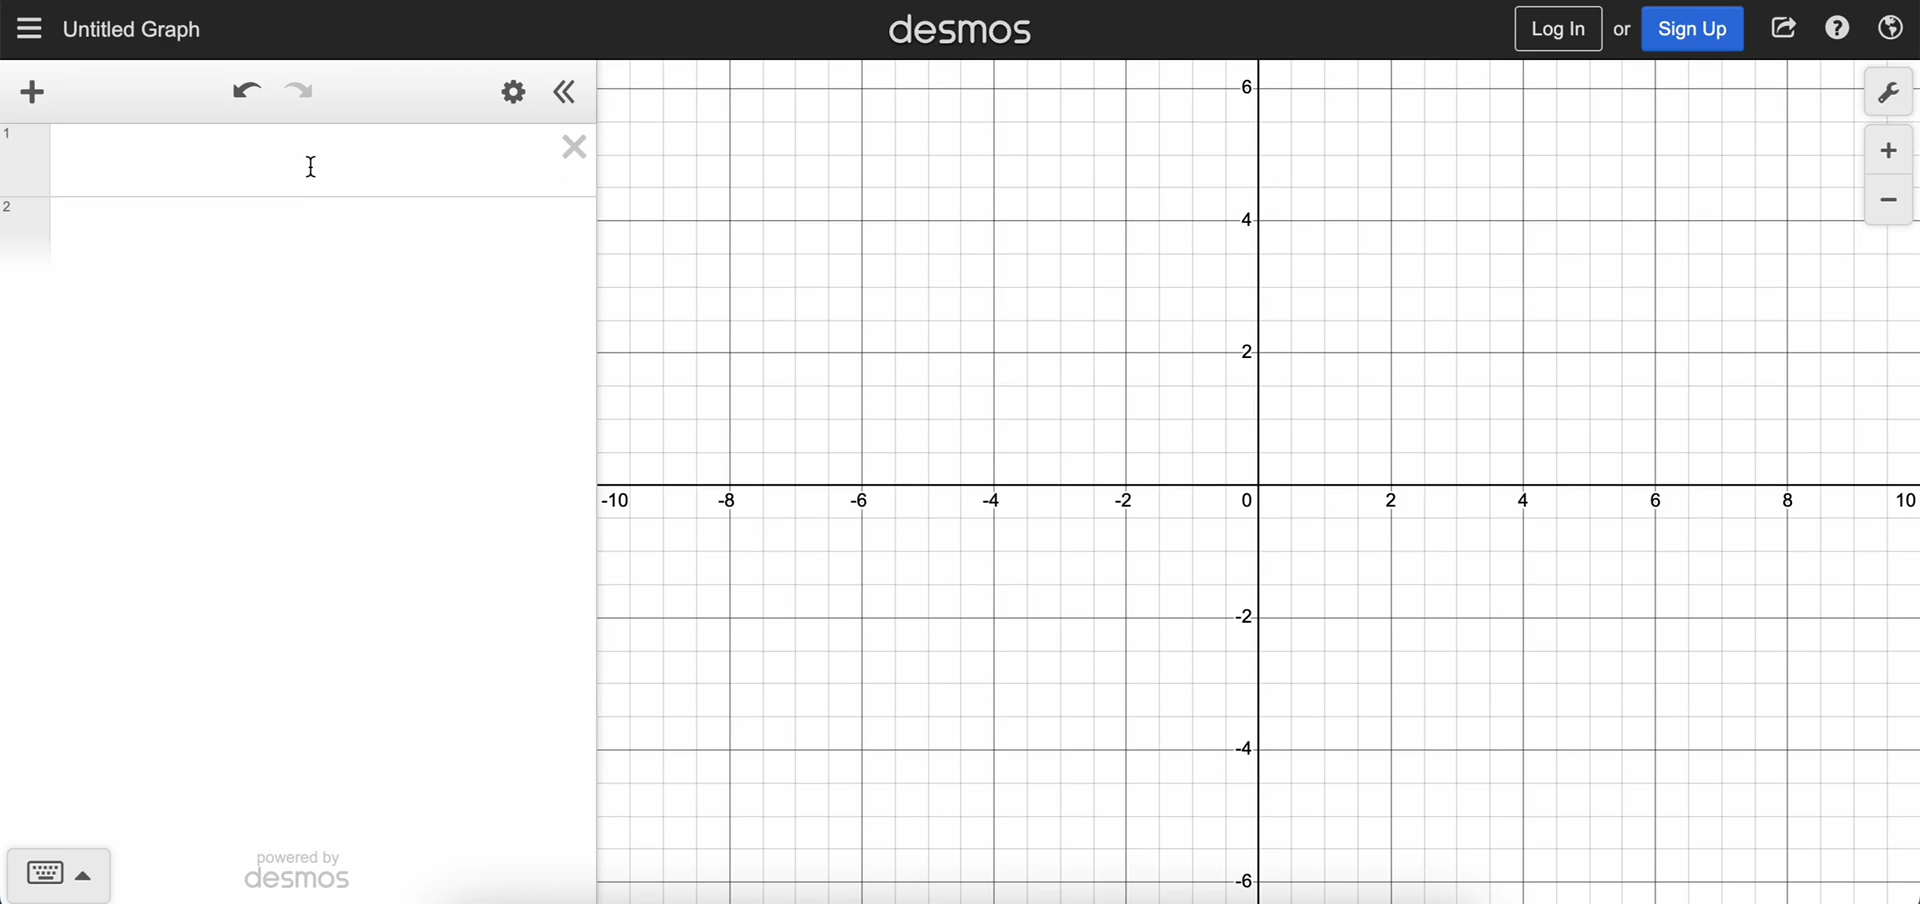 Untitled Graph
desmos
Log In or Sign Up
1
2
6
4
2
-10 -8 -6 -4 -2 0 2 4 6 8 10
-2
-4
-6
powered by
desmos